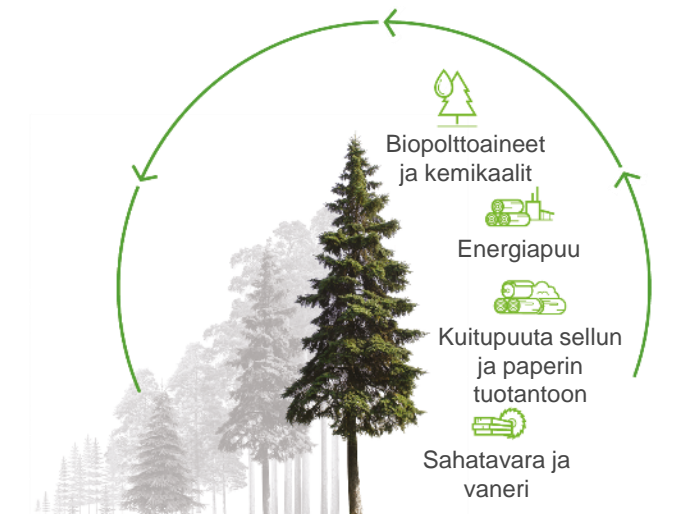 Biopolttoaineet
ja kemikaalit
Energiapuu
Kuitupuuta sellun
ja paperin
tuotantoon
Sahatavara ja
vaneri